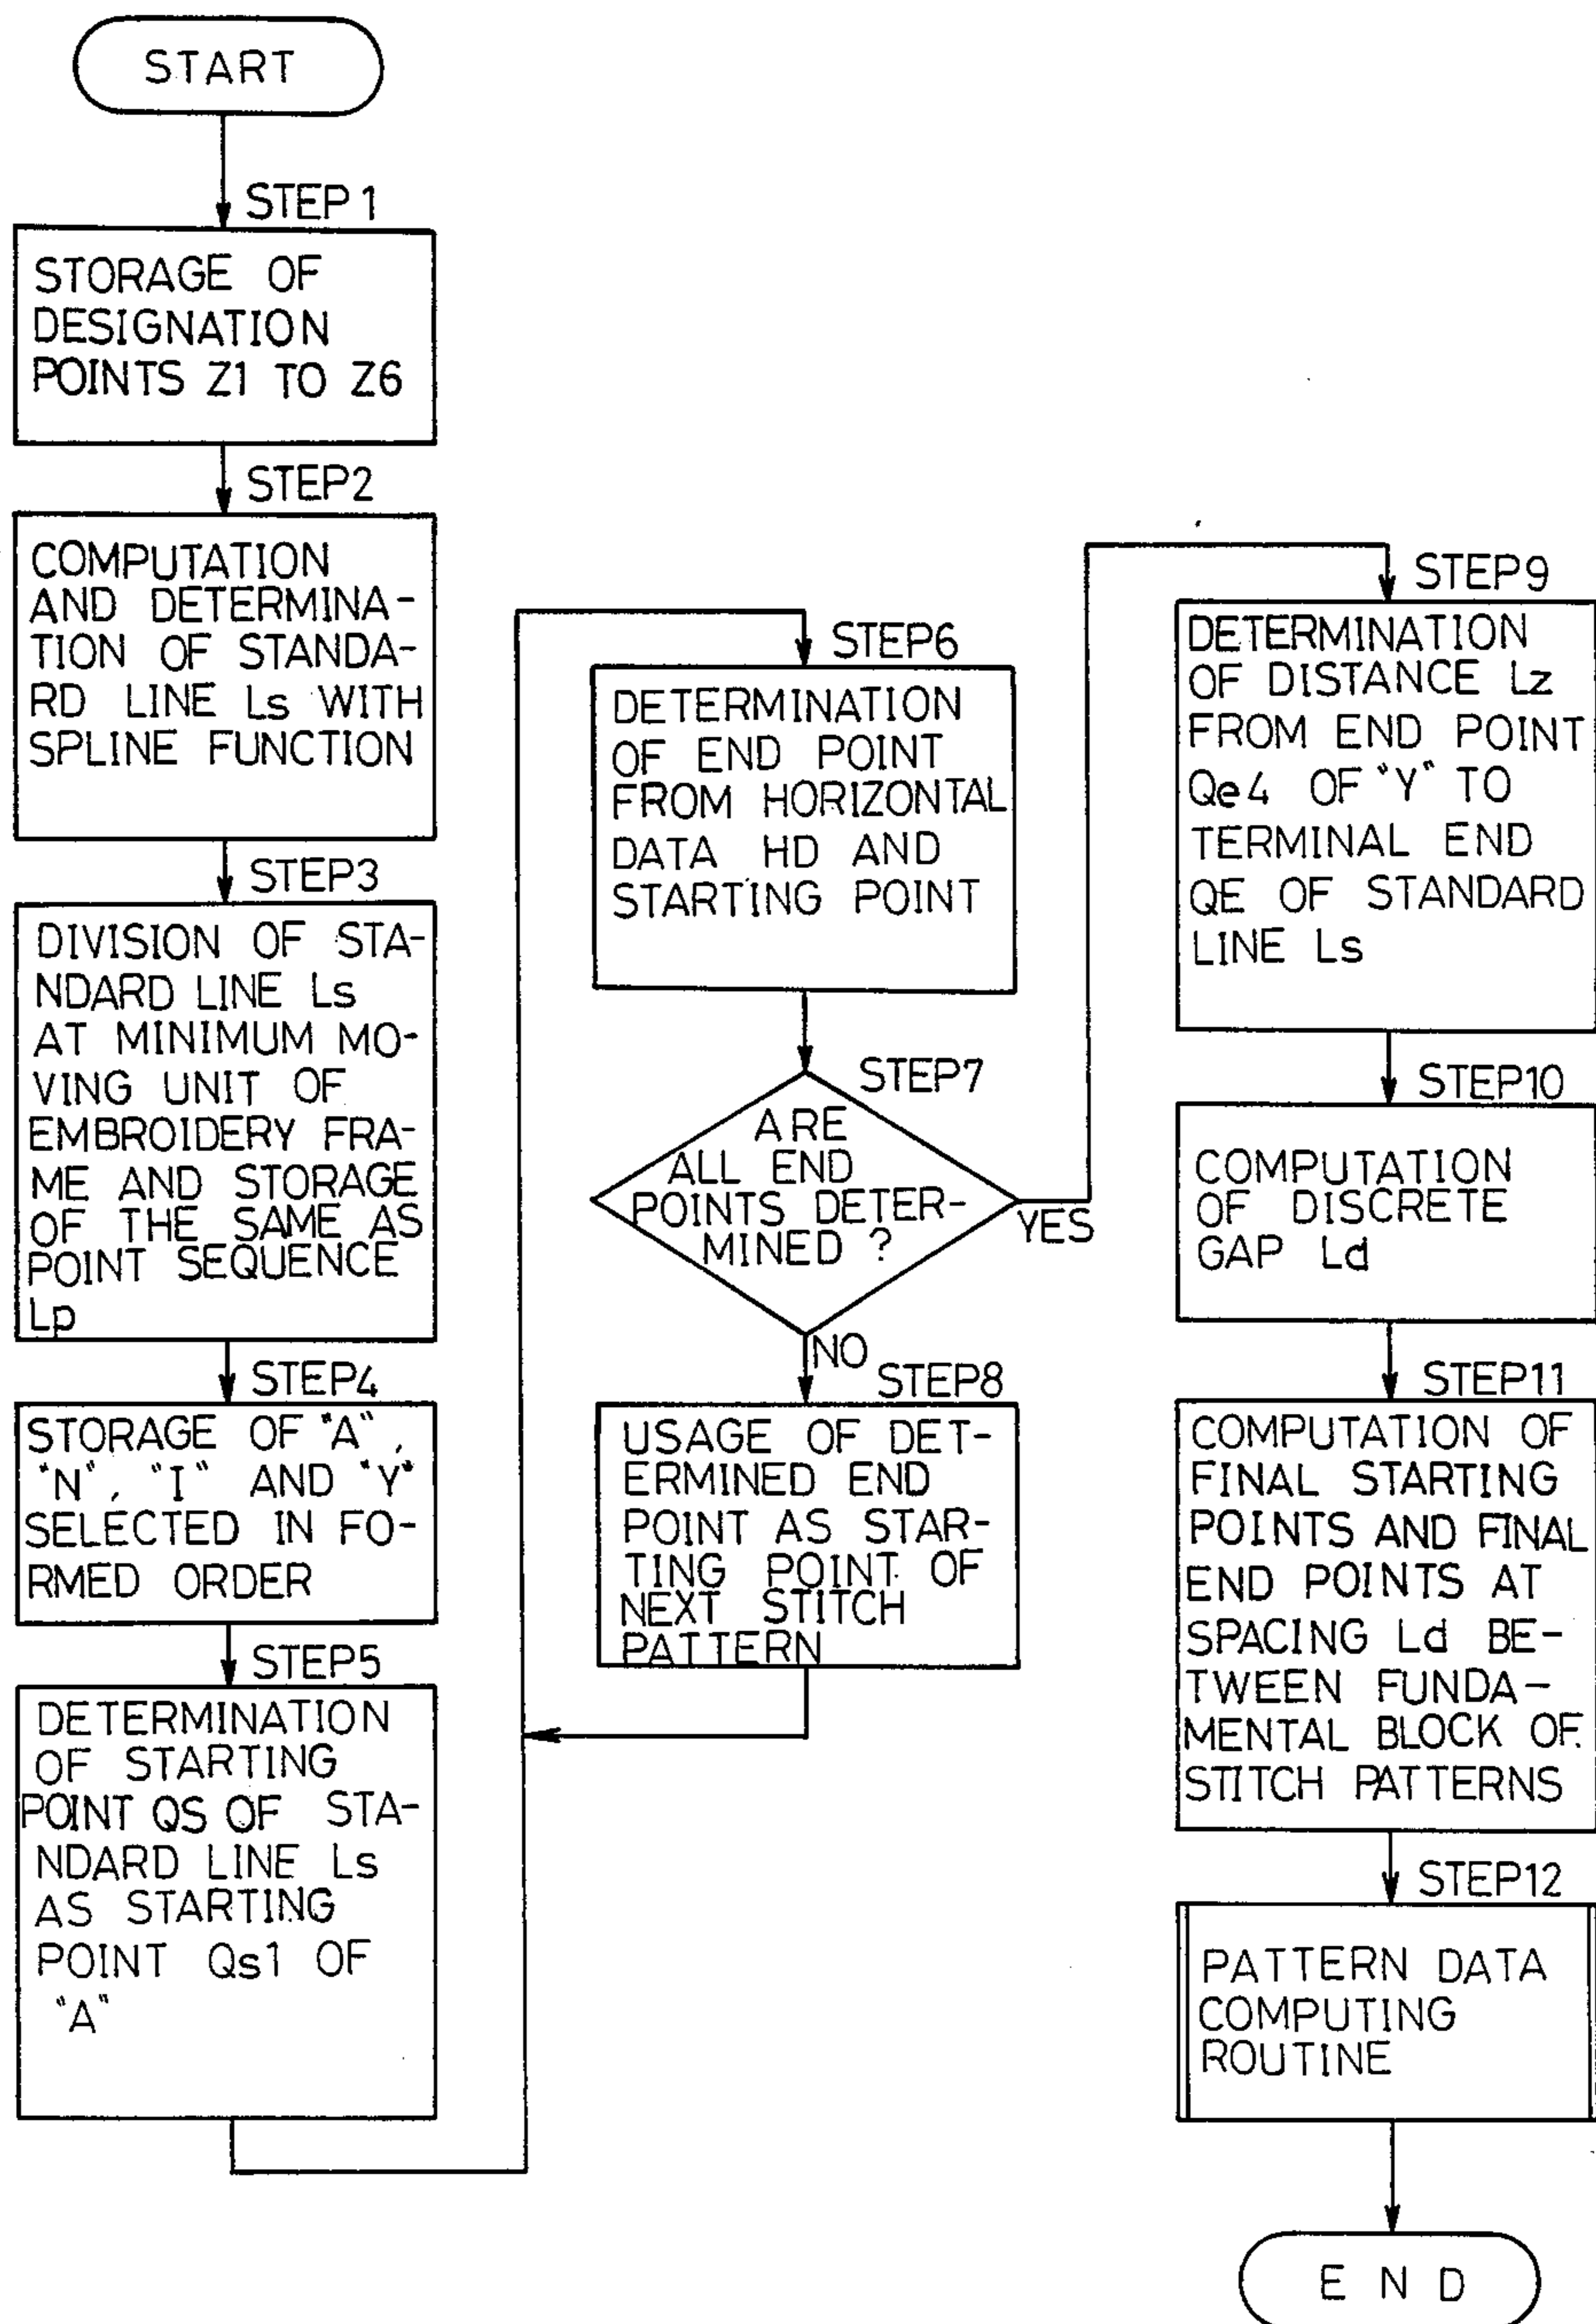 START
STEP1
STORAGE OF
DESIGNATION
POINTS Z1 TO Z6
STEP2
COMPUTATION
AND DETERMINA-
TION OF STANDA-
RD LINE Ls WITH
SPLINE FUNCTION
STEP3
DIVISION OF STA-
NDARD LINE Ls
AT MINIMUM MO-
VING UNIT OF
EMBROIDERY FRA-
ME AND STORAGE
OF THE SAME AS
POINT SEQUENCE
Lp
STEP4
STORAGE OF "A",
"N", "I" AND "Y"
SELECTED IN FO-
RMED ORDER
STEP5
DETERMINATION
OF STARTING
POINT QS OF STA-
NDARD LINE Ls
AS STARTING
POINT Qs1 OF
"A"
STEP6
DETERMINATION
OF END POINT
FROM HORIZONTAL
DATA HD AND
STARTING POINT
STEP7
ARE
ALL END
POINTS DETER-
MINED ?
YES
NO
STEP8
USAGE OF DET-
ERMINED END
POINT AS STAR-
TING POINT OF
NEXT STITCH
PATTERN
STEP9
DETERMINATION
OF DISTANCE Lz
FROM END POINT
Qe4 OF "Y" TO
TERMINAL END
QE OF STANDARD
LINE Ls
STEP10
COMPUTATION
OF DISCRETE
GAP Ld
STEP11
COMPUTATION OF
FINAL STARTING
POINTS AND FINAL
END POINTS AT
SPACING Ld BE-
TWEEN FUNDA-
MENTAL BLOCK OF
STITCH PATTERNS
STEP12
PATTERN DATA
COMPUTING
ROUTINE
END